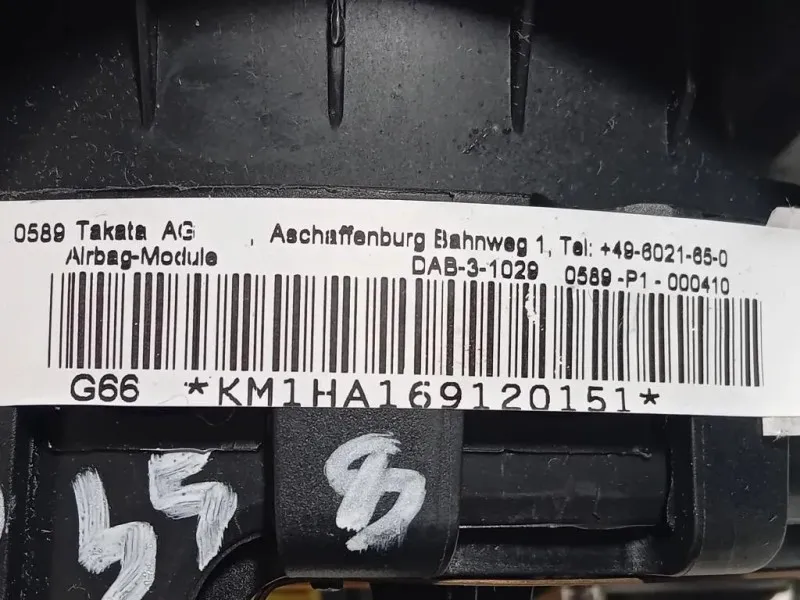 0589 Takata AG , Aschaffenburg Bahnweg 1, Tel: +49-6021-65-0
Airbag-Module DAB-3-1029 0589-P1-000410
G66 *KM1HA169120151*